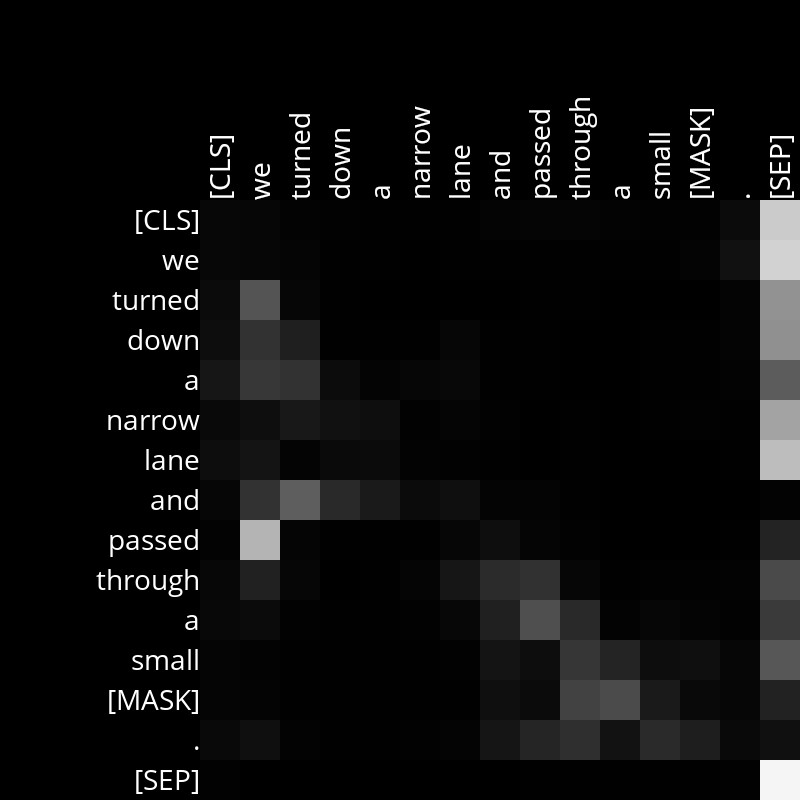 [CLS] we turned down a narrow lane and passed through a small [MASK] . [SEP]
[CLS]
we
turned
down
a
narrow
lane
and
passed
through
a
small
[MASK]
.
[SEP]